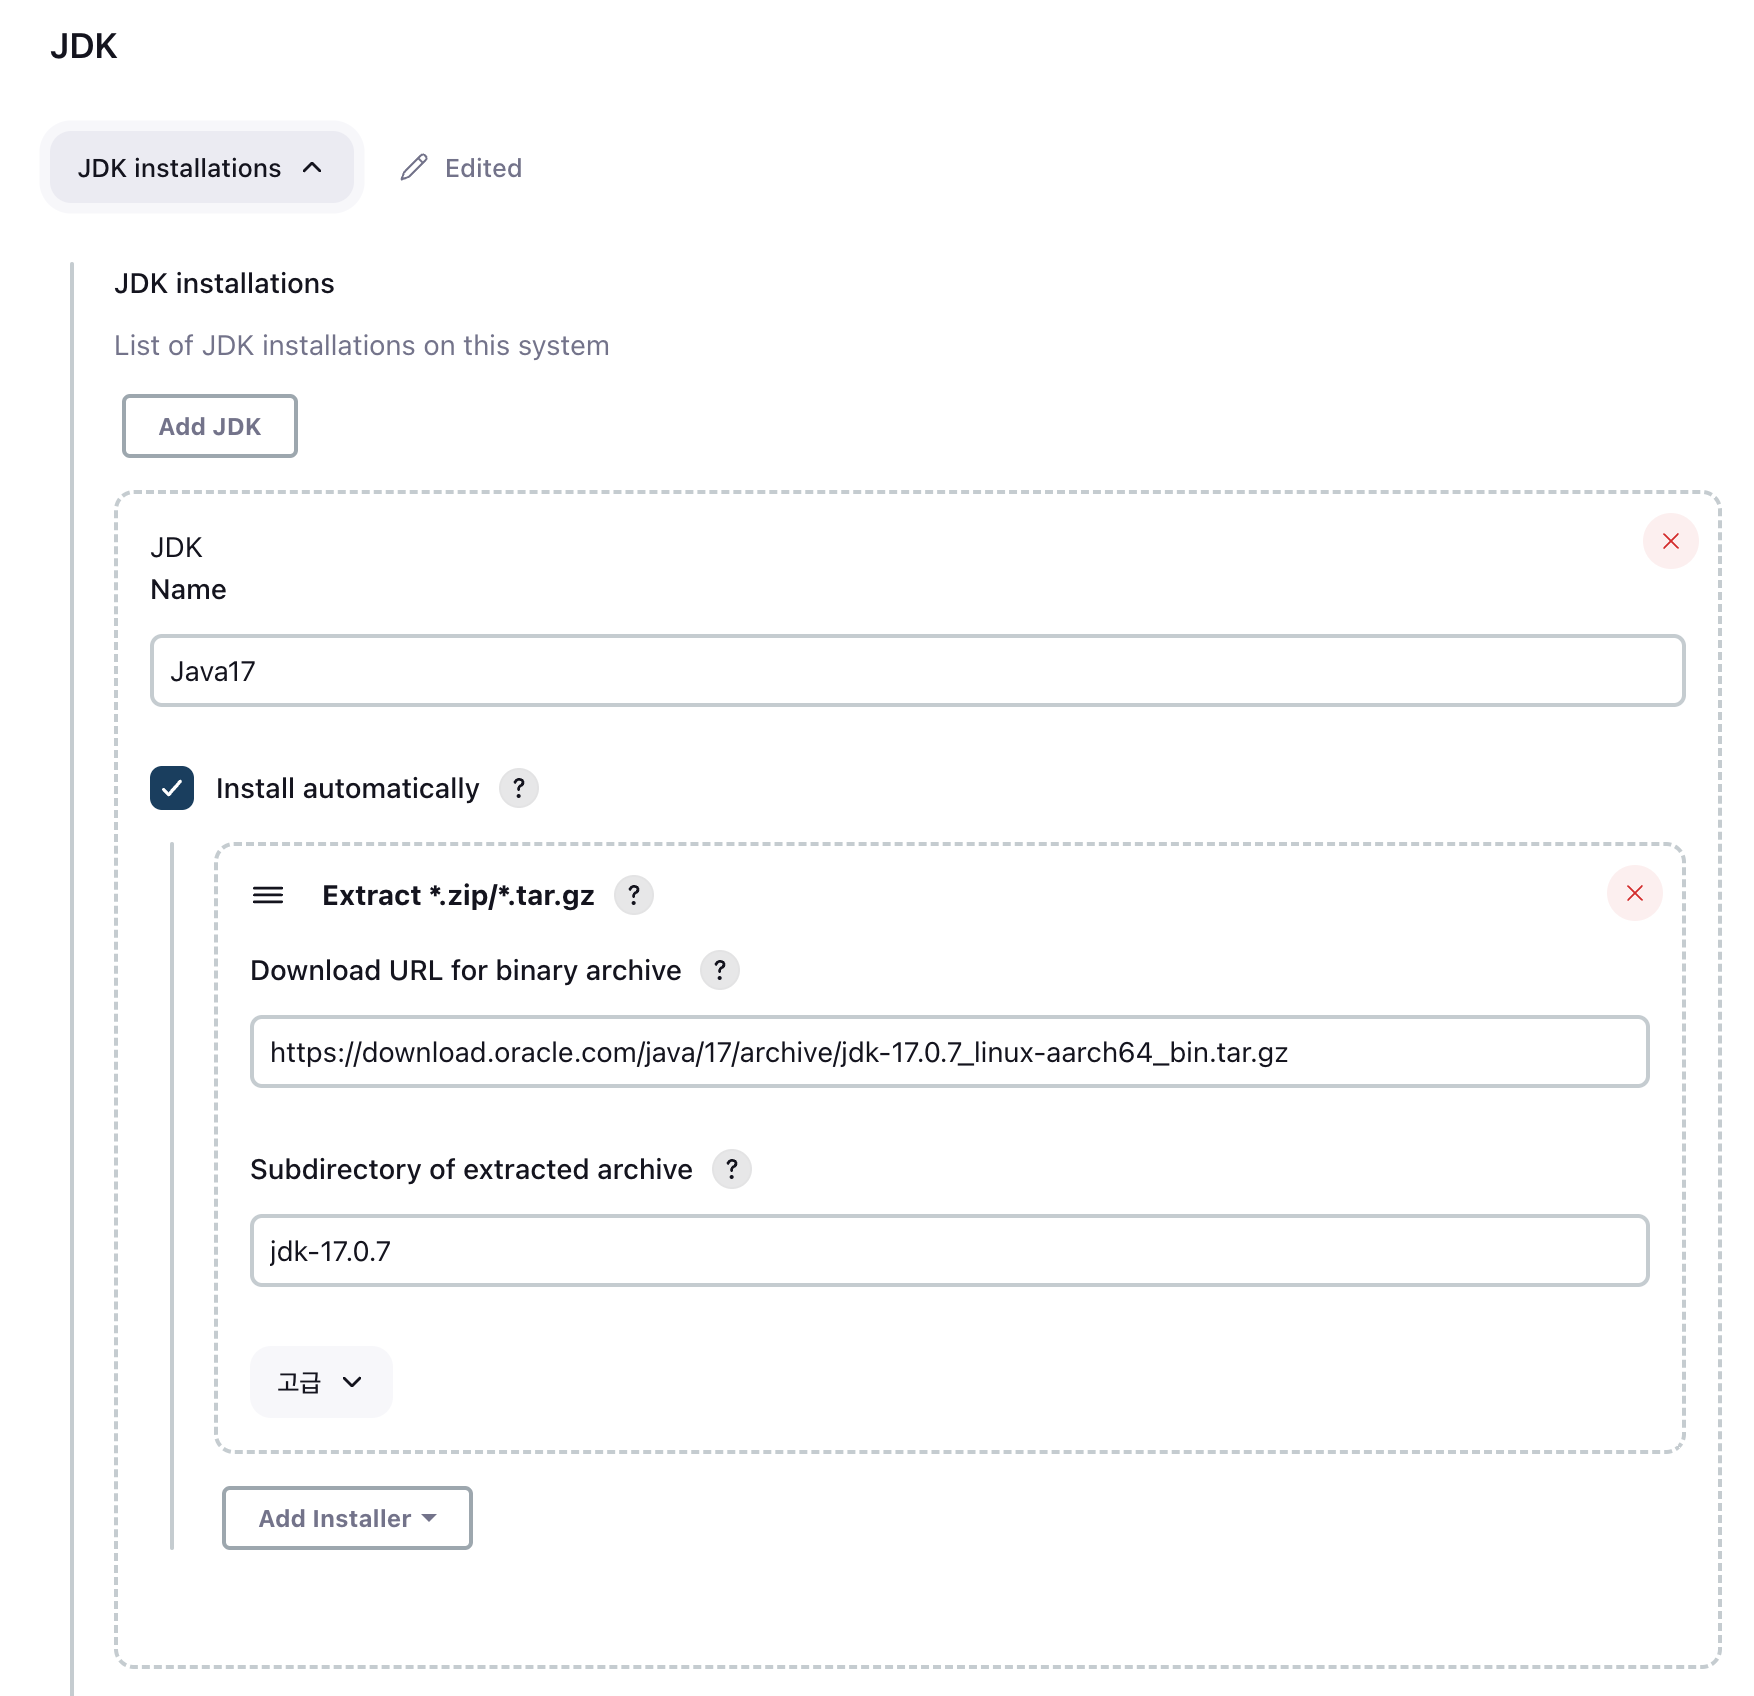 JDK
JDK installations
Edited
JDK installations
List of JDK installations on this system
Add JDK
JDK
Name
Java17
Install automatically ?
Extract *.zip/*.tar.gz ?
Download URL for binary archive ?
https://download.oracle.com/java/17/archive/jdk-17.0.7_linux-aarch64_bin.tar.gz
Subdirectory of extracted archive ?
jdk-17.0.7
고급
Add Installer